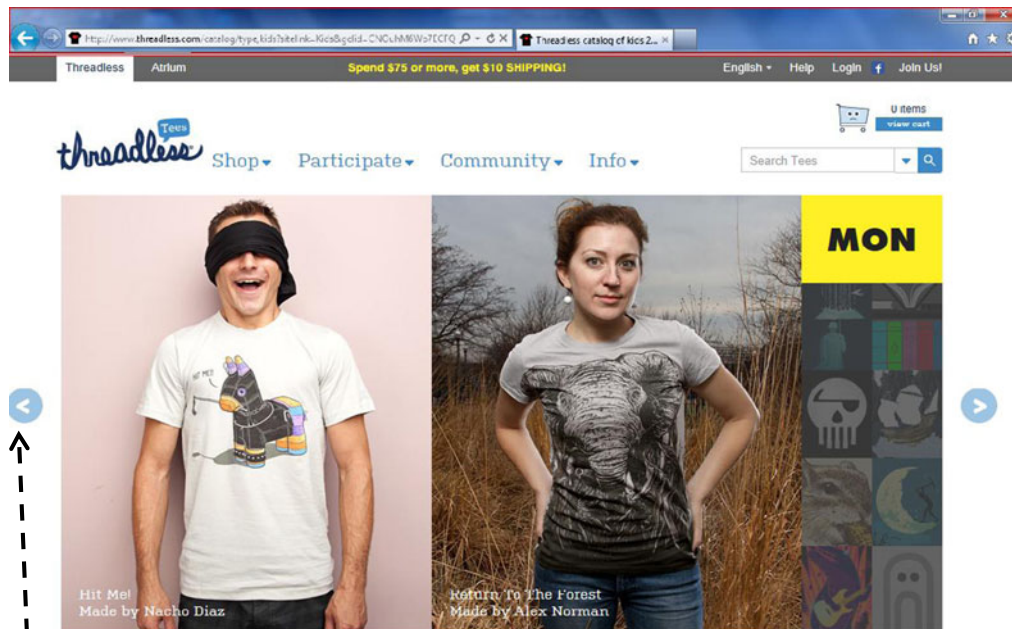 Threadless catalog of kids 2...
Threadless
Atrium
Spend $75 or more, get $10 SHIPPING!
English
Help
Login
f
Join Us!
Tees
threadless
Shop
Participate
Community
Info
0 items
view cart
Search Tees
MON
HIT ME!
Hit Me!
Made by Nacho Diaz
Return To The Forest
Made by Alex Norman